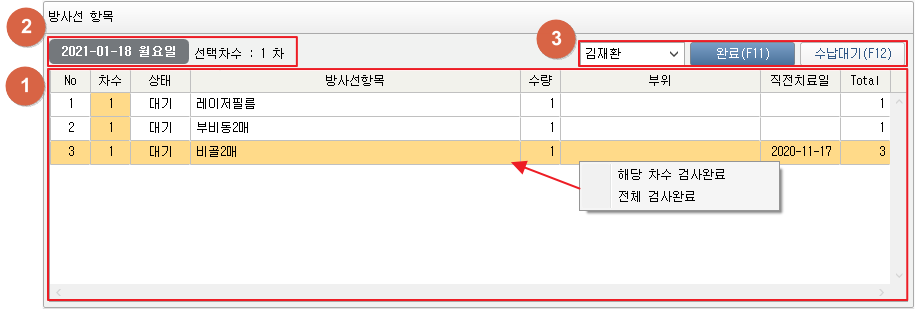 방사선 항목
2
2021-01-18 월요일 선택차수 : 1 차
3
김재환 완료(F11) 수납대기(F12)
1
No 차수 상태 방사선항목 수량 부위 직전치료일 Total
1 1 대기 레이저필름 1 1
2 1 대기 부비동2매 1 1
3 1 대기 비골2매 1 2020-11-17 3
해당 차수 검사완료
전체 검사완료